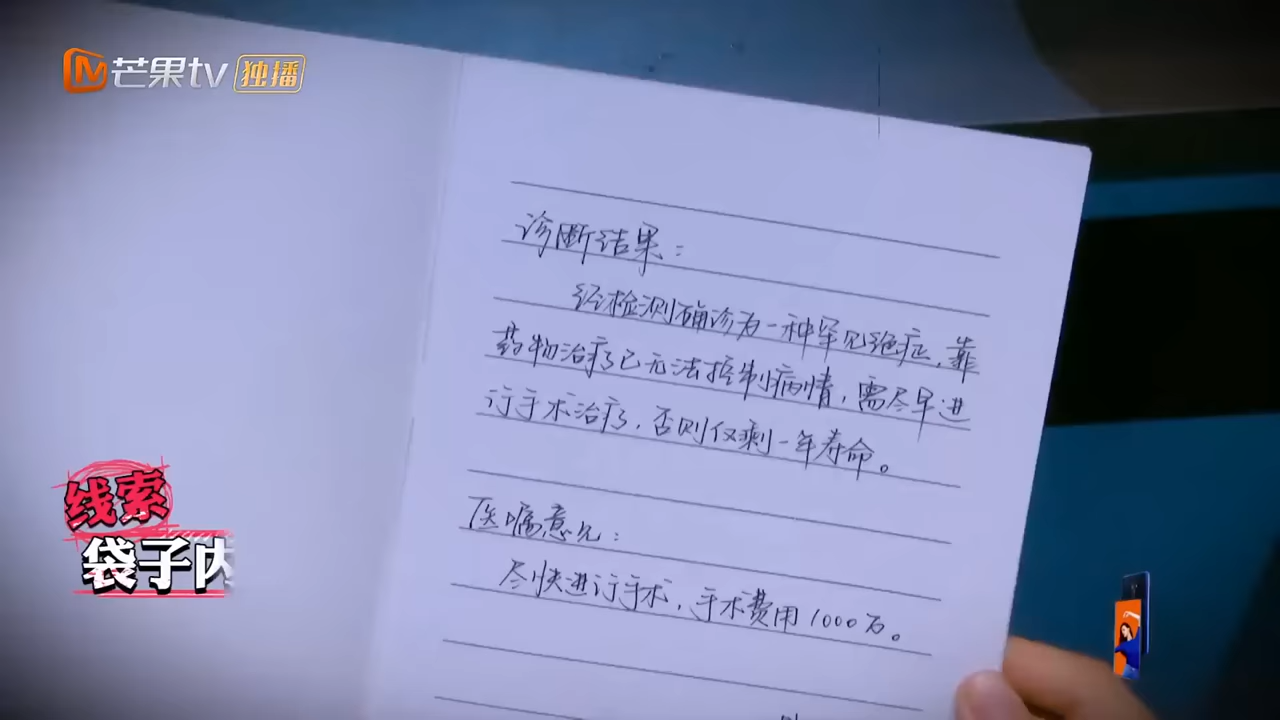 芒果tv 独播
诊断结果：
经检测确诊为一种罕见绝症，靠
药物治疗已无法控制病情，需尽早进
行手术治疗，否则仅剩一年寿命。
医嘱意见：
尽快进行手术，手术费用1000万。
线索
袋子内